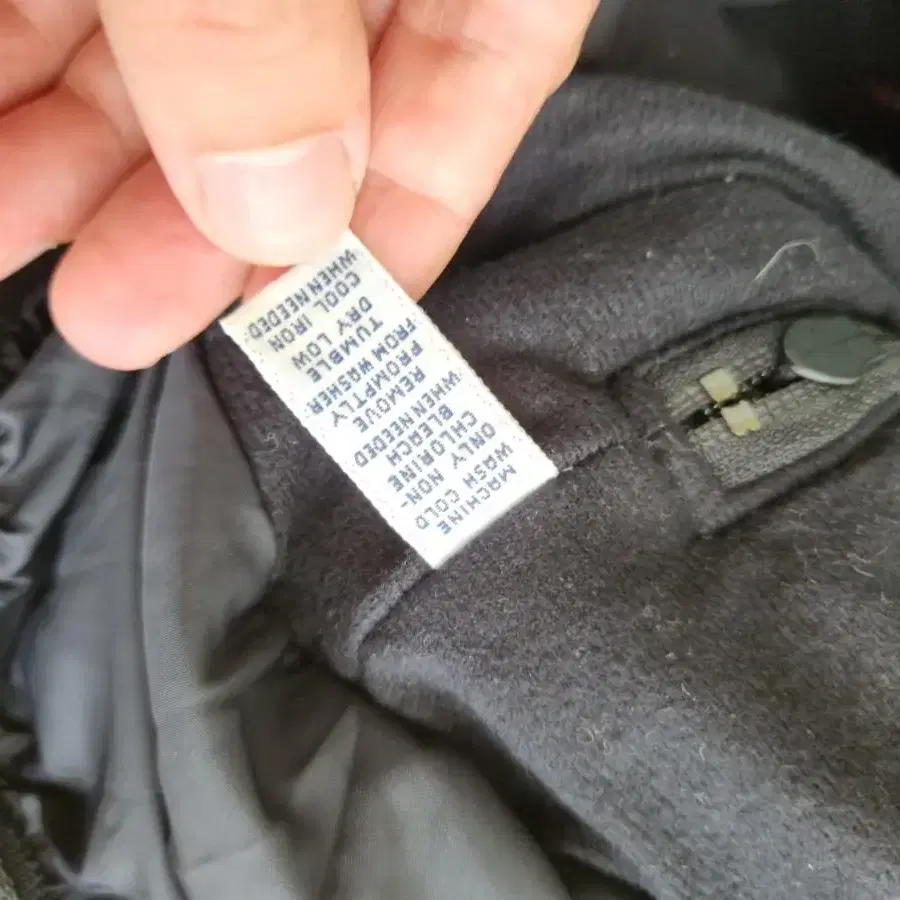 MACHINE
WASH COLD
ONLY NON-
CHLORINE
BLEACH
WHEN NEEDED
REMOVE
PROMPTLY
FROM WASHER
TUMBLE
DRY LOW
COOL IRON
WHEN NEEDED